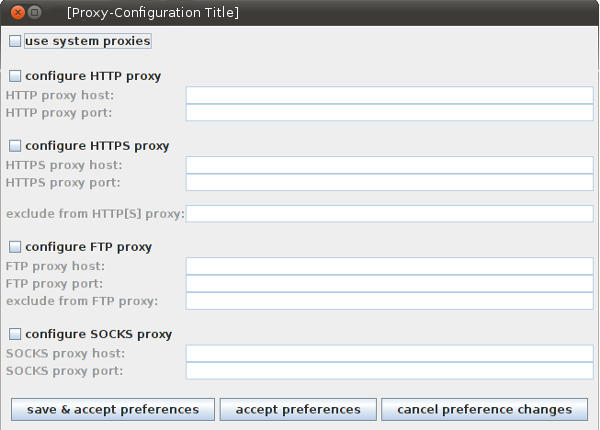 [Proxy-Configuration Title]
use system proxies
configure HTTP proxy
HTTP proxy host:
HTTP proxy port:
configure HTTPS proxy
HTTPS proxy host:
HTTPS proxy port:
exclude from HTTP[S] proxy:
configure FTP proxy
FTP proxy host:
FTP proxy port:
exclude from FTP proxy:
configure SOCKS proxy
SOCKS proxy host:
SOCKS proxy port:
save & accept preferences accept preferences cancel preference changes